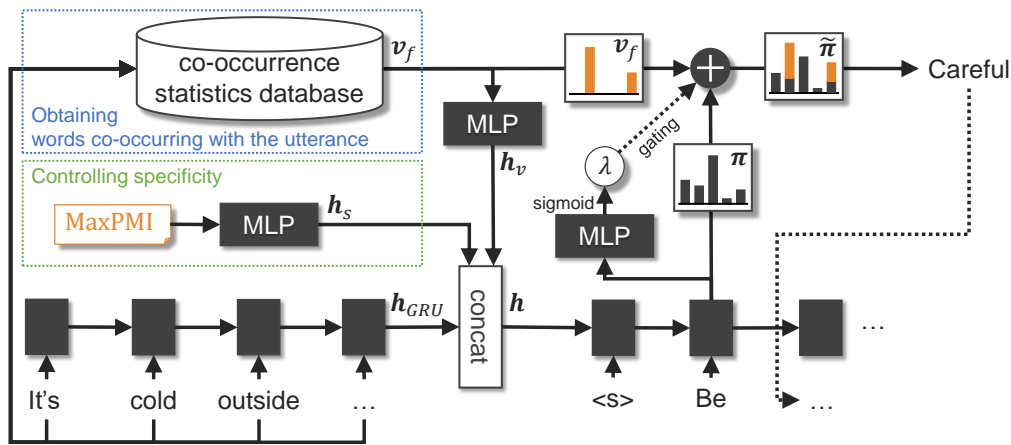 co-occurrence
statistics database
Obtaining
words co-occurring with the utterance
v_f
MLP
h_v
v_f
+
π̃
Careful
gating
λ
π
sigmoid
MLP
Controlling specificity
MaxPMI
MLP
h_s
h_GRU
concat
h
...
It's
cold
outside
...
<s>
Be
...